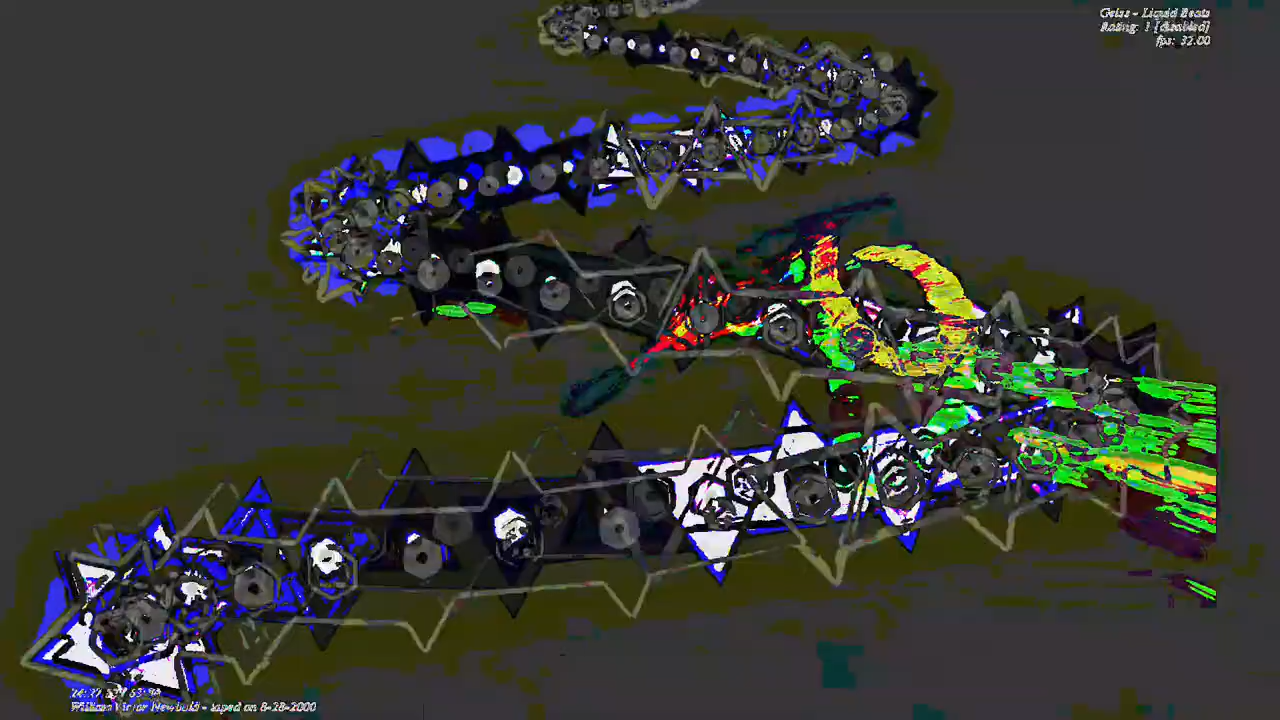 Geiss - Liquid Beats
Rating: 1 [disabled]
fps: 32.00
William Victor Newbold - taped on 8-28-2000